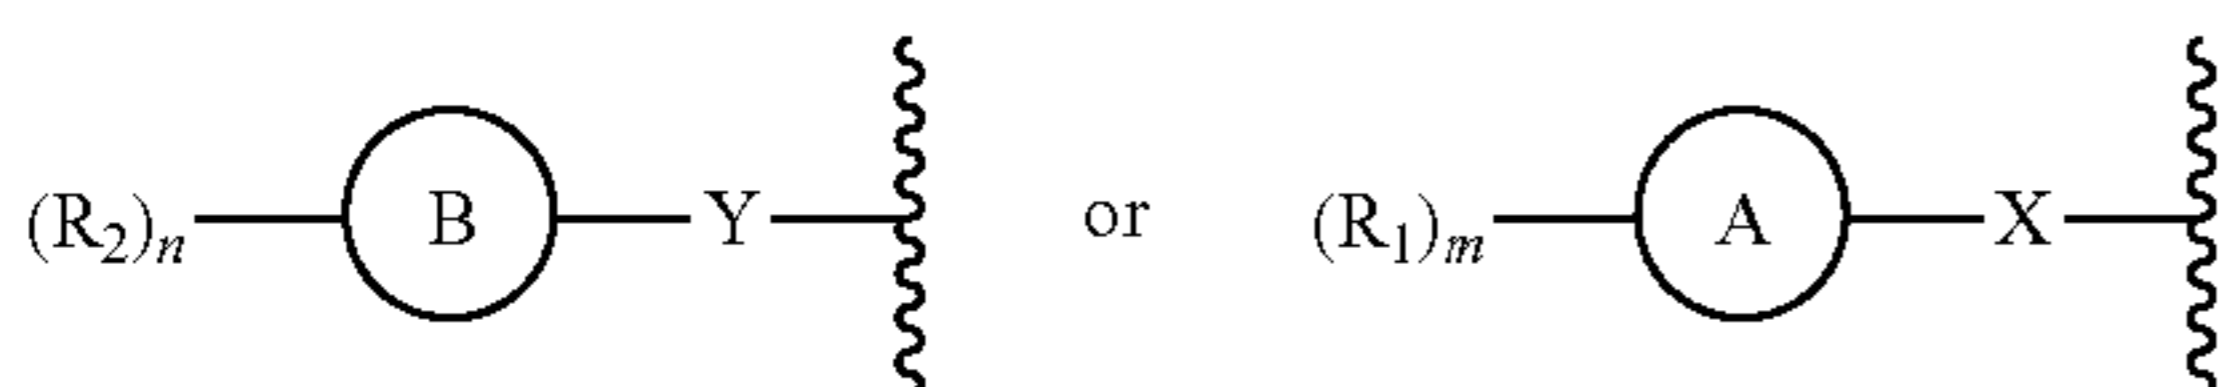 (R₂)ₙ B Y or (R₁)ₘ A X